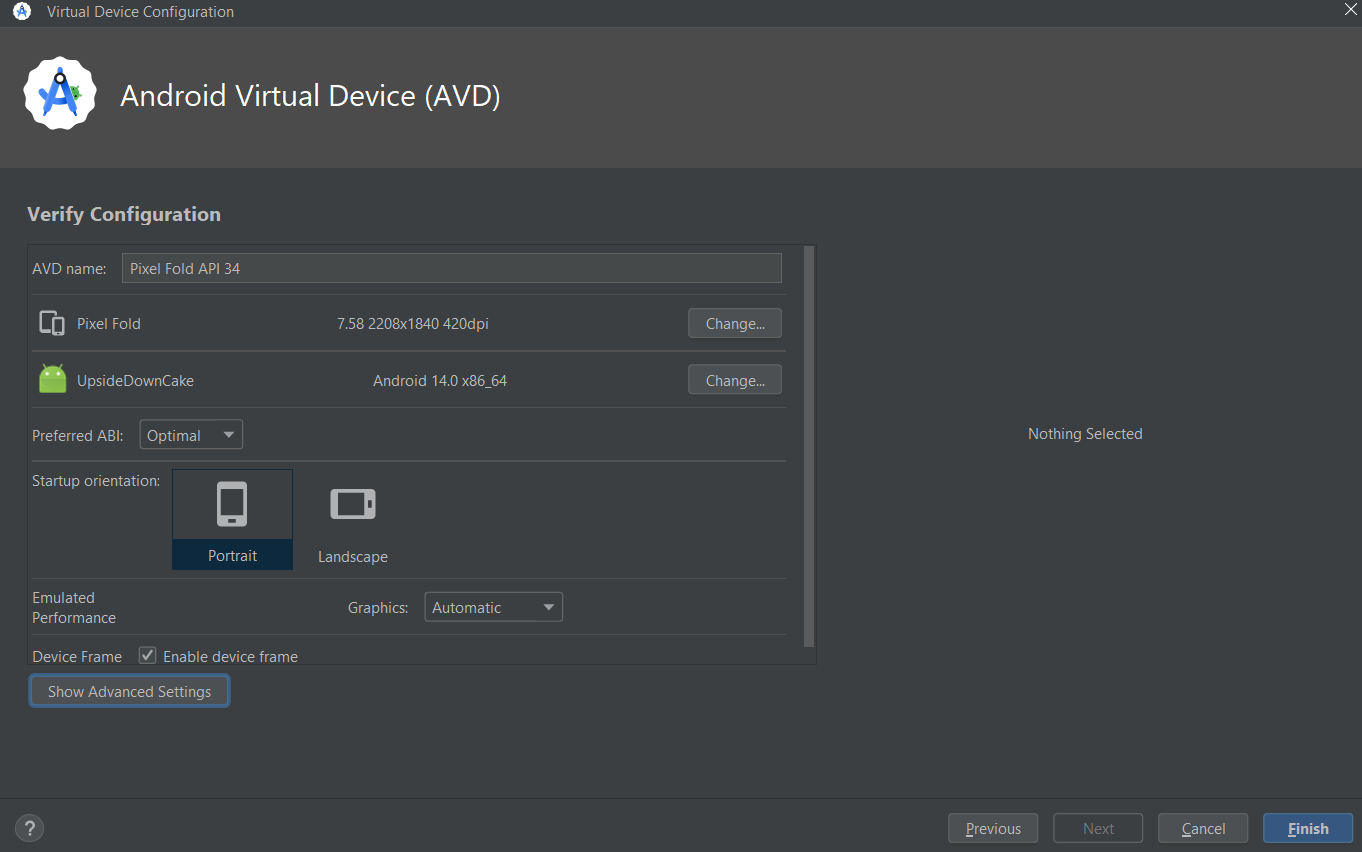 Virtual Device Configuration
Android Virtual Device (AVD)
Verify Configuration
AVD name: Pixel Fold API 34
Pixel Fold 7.58 2208x1840 420dpi Change...
UpsideDownCake Android 14.0 x86_64 Change...
Nothing Selected
Preferred ABI: Optimal
Startup orientation:
Portrait Landscape
Emulated
Performance
Graphics: Automatic
Device Frame Enable device frame
Show Advanced Settings
? Previous Next Cancel Finish